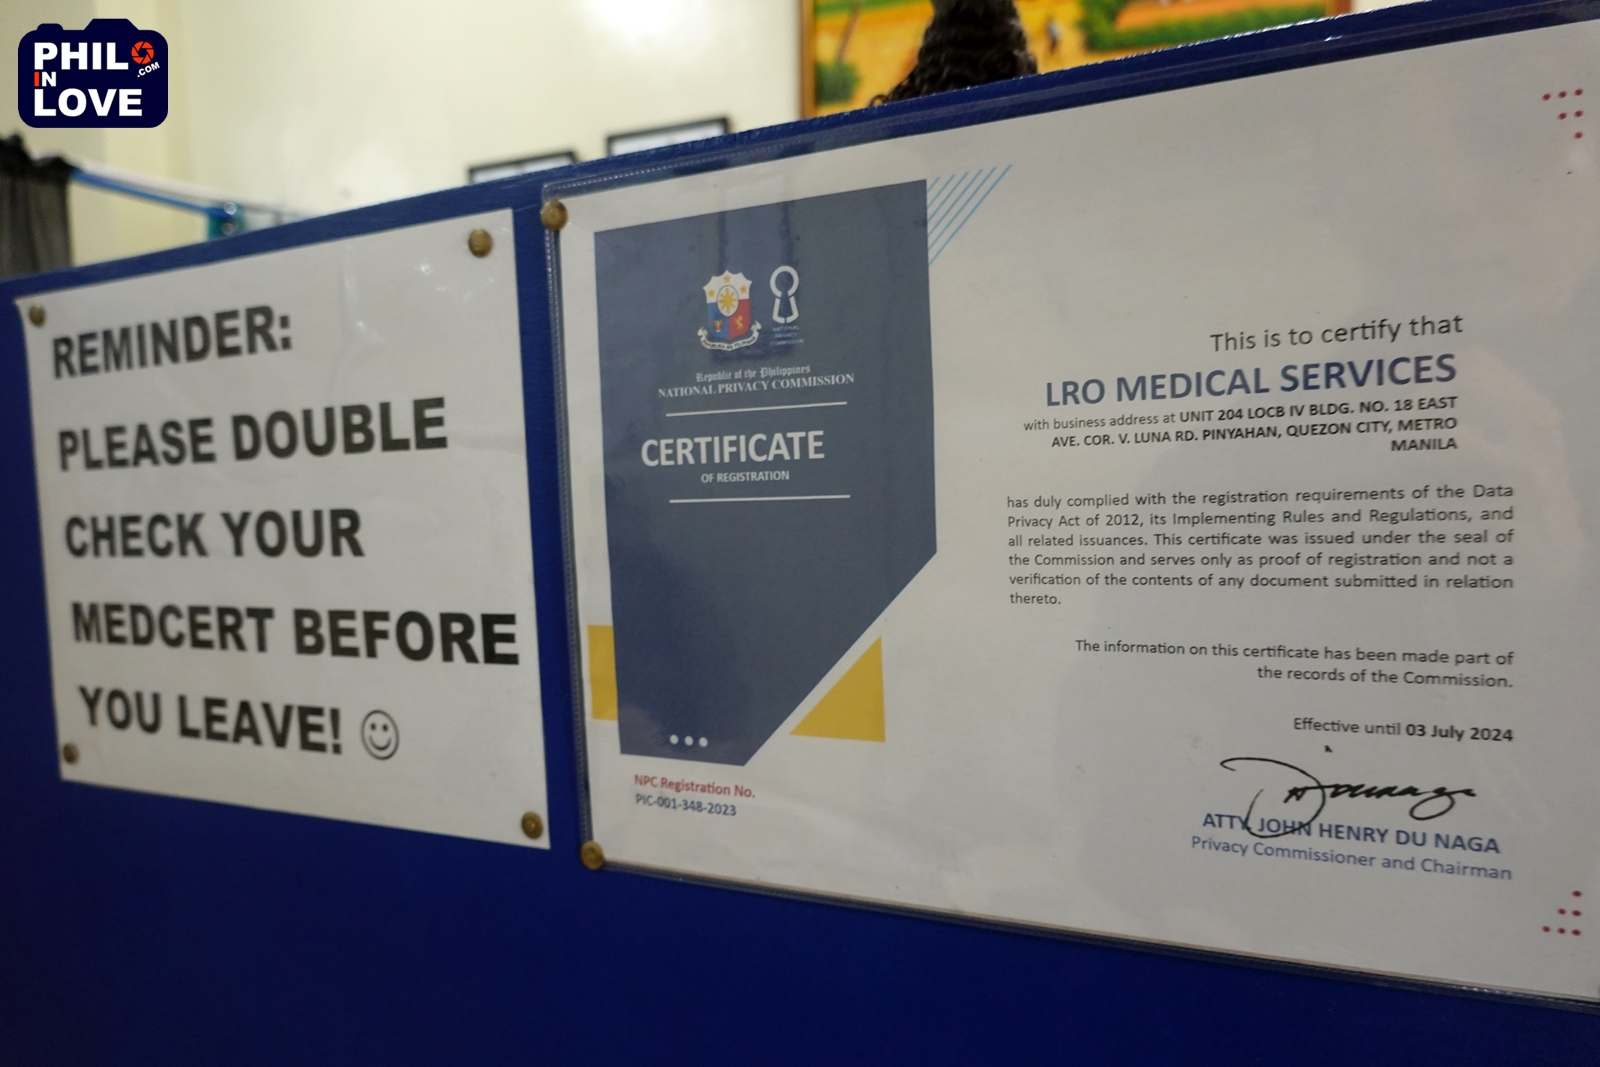 PHIL
IN
.COM
LOVE
REMINDER:
PLEASE DOUBLE
CHECK YOUR
MEDCERT BEFORE
YOU LEAVE! ☺
NATIONAL
PRIVACY
COMMISSION
Republic of the Philippines
NATIONAL PRIVACY COMMISSION
CERTIFICATE
OF REGISTRATION
NPC Registration No.
PIC-001-348-2023
This is to certify that
LRO MEDICAL SERVICES
with business address at UNIT 204 LOCB IV BLDG. NO. 18 EAST
AVE. COR. V. LUNA RD. PINYAHAN, QUEZON CITY, METRO
MANILA
has duly complied with the registration requirements of the Data
Privacy Act of 2012, its Implementing Rules and Regulations, and
all related issuances. This certificate was issued under the seal of
the Commission and serves only as proof of registration and not a
verification of the contents of any document submitted in relation
thereto.
The information on this certificate has been made part of
the records of the Commission.
Effective until 03 July 2024
ATTY JOHN HENRY DU NAGA
Privacy Commissioner and Chairman